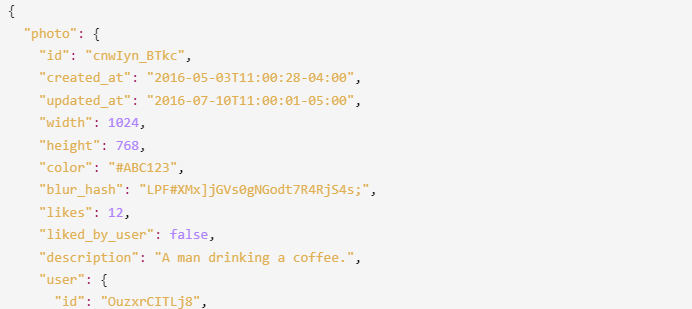 {
"photo": {
"id": "cnwIyn_BTkc",
"created_at": "2016-05-03T11:00:28-04:00",
"updated_at": "2016-07-10T11:00:01-05:00",
"width": 1024,
"height": 768,
"color": "#ABC123",
"blur_hash": "LPF#XMx]jGVs0gNGodt7R4RjS4s;",
"likes": 12,
"liked_by_user": false,
"description": "A man drinking a coffee.",
"user": {
"id": "OuzxrCITLj8",